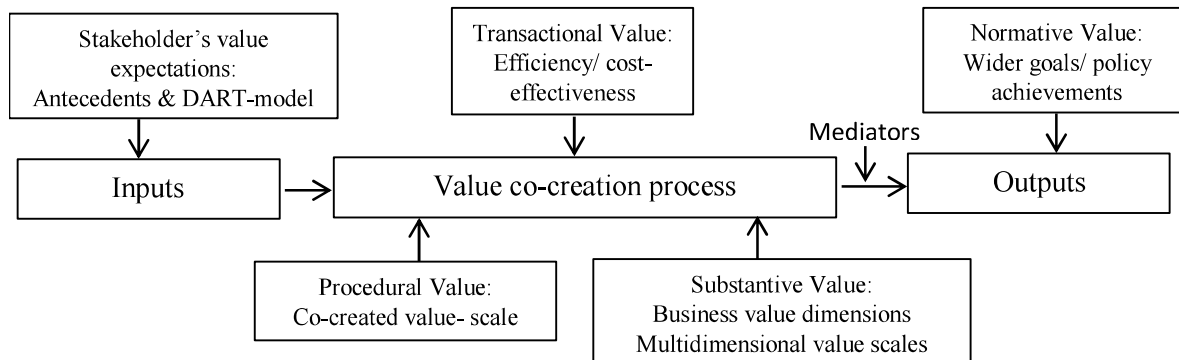 Stakeholder’s value
expectations:
Antecedents & DART-model
Transactional Value:
Efficiency/ cost-
effectiveness
Normative Value:
Wider goals/ policy
achievements
Mediators
Inputs
Value co-creation process
Outputs
Procedural Value:
Co-created value- scale
Substantive Value:
Business value dimensions
Multidimensional value scales